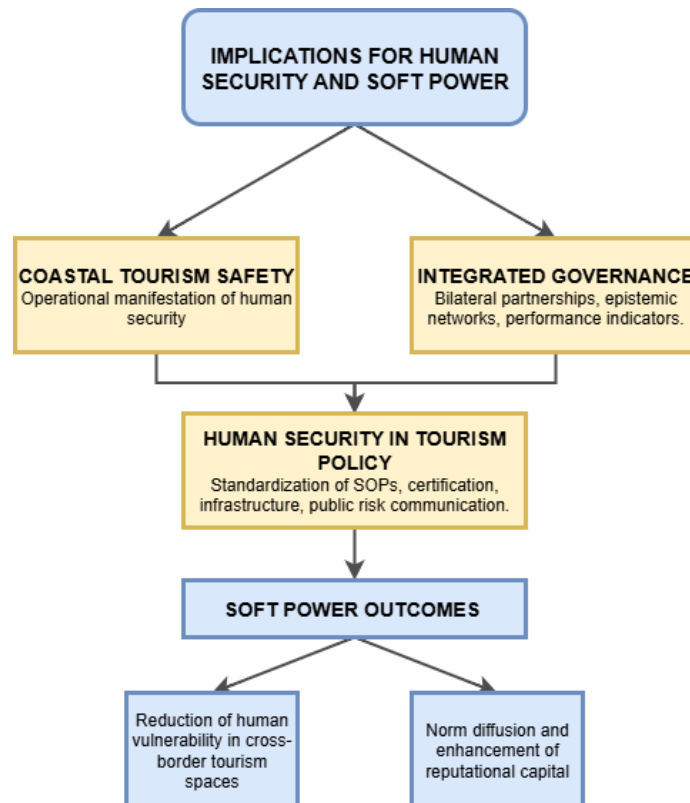 IMPLICATIONS FOR HUMAN
SECURITY AND SOFT POWER
COASTAL TOURISM SAFETY
Operational manifestation of human
security
INTEGRATED GOVERNANCE
Bilateral partnerships, epistemic
networks, performance indicators.
HUMAN SECURITY IN TOURISM
POLICY
Standardization of SOPs, certification,
infrastructure, public risk communication.
SOFT POWER OUTCOMES
Reduction of human
vulnerability in cross-
border tourism
spaces
Norm diffusion and
enhancement of
reputational capital